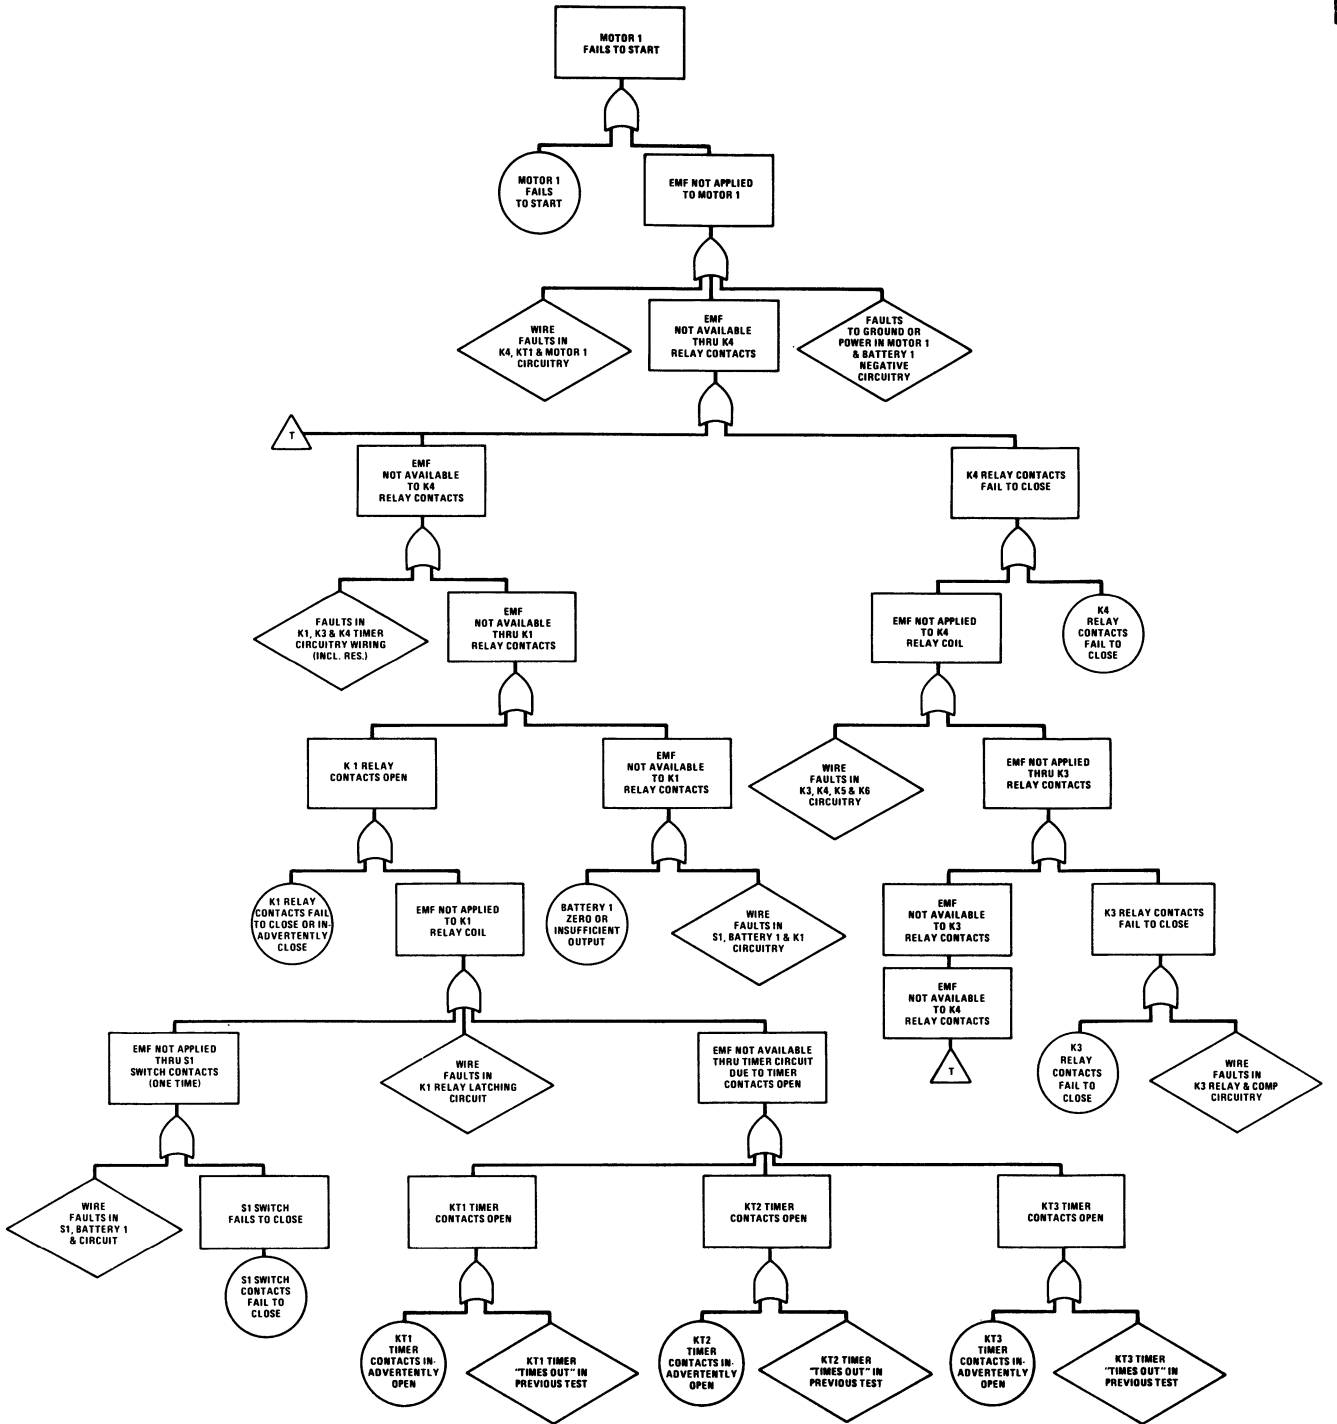 MOTOR 1
FAILS TO START
MOTOR 1
FAILS
TO START
EMF NOT APPLIED
TO MOTOR 1
WIRE
FAULTS IN
K4, KT1 & MOTOR 1
CIRCUITRY
EMF
NOT AVAILABLE
THRU K4
RELAY CONTACTS
FAULTS
TO GROUND OR
POWER IN MOTOR 1
& BATTERY 1
NEGATIVE
CIRCUITRY
T
EMF
NOT AVAILABLE
TO K4
RELAY CONTACTS
K4 RELAY CONTACTS
FAIL TO CLOSE
FAULTS IN
K1, K3 & K4 TIMER
CIRCUITRY WIRING
(INCL. RES.)
EMF
NOT AVAILABLE
THRU K1
RELAY CONTACTS
EMF NOT APPLIED
TO K4
RELAY COIL
K4
RELAY
CONTACTS
FAIL TO
CLOSE
K1 RELAY
CONTACTS OPEN
EMF
NOT AVAILABLE
TO K1
RELAY CONTACTS
WIRE
FAULTS IN
K3, K4, K5 & K6
CIRCUITRY
EMF NOT APPLIED
THRU K3
RELAY CONTACTS
K1 RELAY
CONTACTS FAIL
TO CLOSE OR IN-
ADVERTENTLY
CLOSE
EMF NOT APPLIED
TO K1
RELAY COIL
BATTERY 1
ZERO OR
INSUFFICIENT
OUTPUT
WIRE
FAULTS IN
S1, BATTERY 1 & K1
CIRCUITRY
EMF
NOT AVAILABLE
TO K3
RELAY CONTACTS
K3 RELAY CONTACTS
FAIL TO CLOSE
EMF
NOT AVAILABLE
TO K4
RELAY CONTACTS
T
EMF NOT APPLIED
THRU S1
SWITCH CONTACTS
(ONE TIME)
WIRE
FAULTS IN
K1 RELAY LATCHING
CIRCUIT
EMF NOT AVAILABLE
THRU TIMER CIRCUIT
DUE TO TIMER
CONTACTS OPEN
K3
RELAY
CONTACTS
FAIL TO
CLOSE
WIRE
FAULTS IN
K3 RELAY & COMP
CIRCUITRY
WIRE
FAULTS IN
S1, BATTERY 1
& CIRCUIT
S1 SWITCH
FAILS TO CLOSE
KT1 TIMER
CONTACTS OPEN
KT2 TIMER
CONTACTS OPEN
KT3 TIMER
CONTACTS OPEN
S1 SWITCH
CONTACTS
FAIL TO
CLOSE
KT1
TIMER
CONTACTS IN-
ADVERTENTLY
OPEN
KT1 TIMER
"TIMES OUT" IN
PREVIOUS TEST
KT2
TIMER
CONTACTS IN-
ADVERTENTLY
OPEN
KT2 TIMER
"TIMES OUT" IN
PREVIOUS TEST
KT3
TIMER
CONTACTS IN-
ADVERTENTLY
OPEN
KT3 TIMER
"TIMES OUT" IN
PREVIOUS TEST